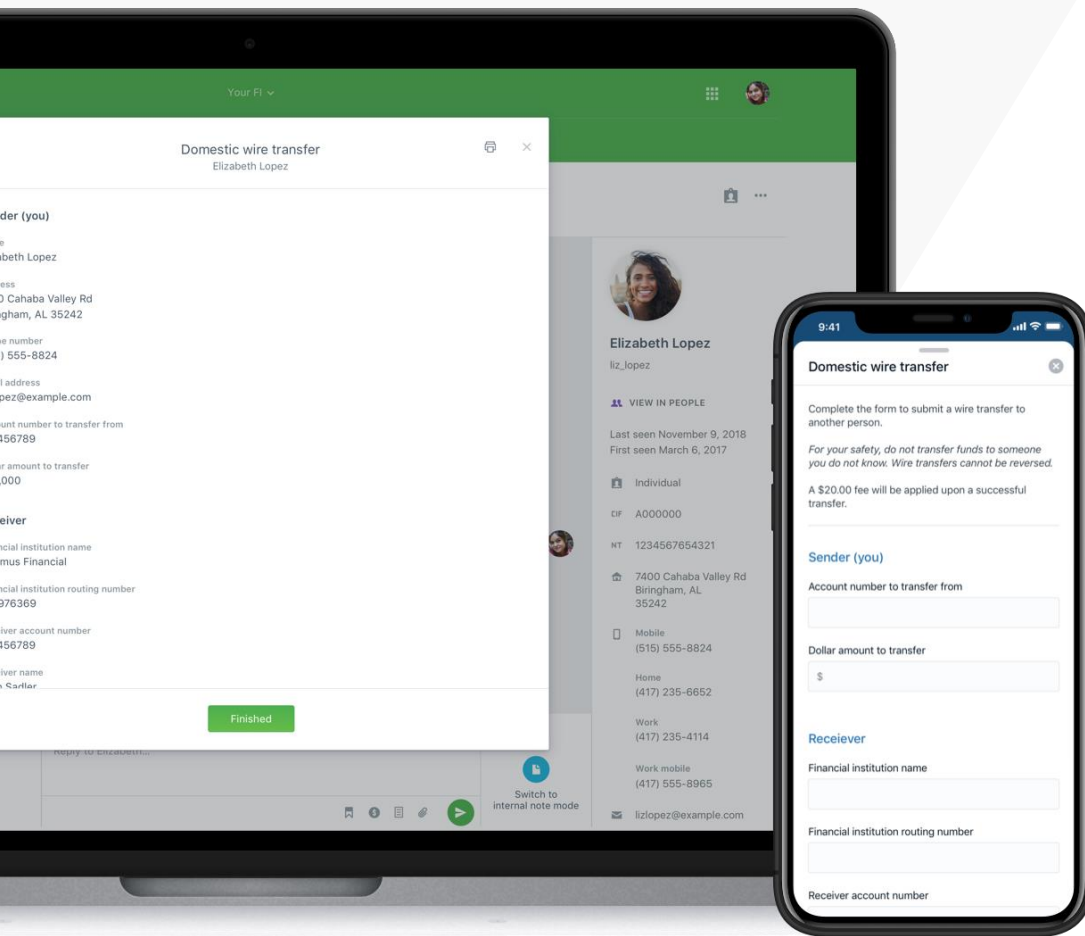 Your FI
Domestic wire transfer
Elizabeth Lopez
der (you)
e
abeth Lopez
ess
0 Cahaba Valley Rd
ngham, AL 35242
ne number
) 555-8824
l address
pez@example.com
unt number to transfer from
456789
r amount to transfer
,000
eiver
ncial institution name
mus Financial
ncial institution routing number
976369
iver account number
456789
iver name
Sadler
Finished
Reply to Elizabeth...
Switch to
internal note mode
Elizabeth Lopez
liz_lopez
VIEW IN PEOPLE
Last seen November 9, 2018
First seen March 6, 2017
Individual
CIF A000000
NT 1234567654321
7400 Cahaba Valley Rd
Biringham, AL
35242
Mobile
(515) 555-8824
Home
(417) 235-6652
Work
(417) 235-4114
Work mobile
(417) 555-8965
lizlopez@example.com
9:41
Domestic wire transfer
Complete the form to submit a wire transfer to
another person.
For your safety, do not transfer funds to someone
you do not know. Wire transfers cannot be reversed.
A $20.00 fee will be applied upon a successful
transfer.
Sender (you)
Account number to transfer from
Dollar amount to transfer
$
Receiever
Financial institution name
Financial institution routing number
Receiver account number